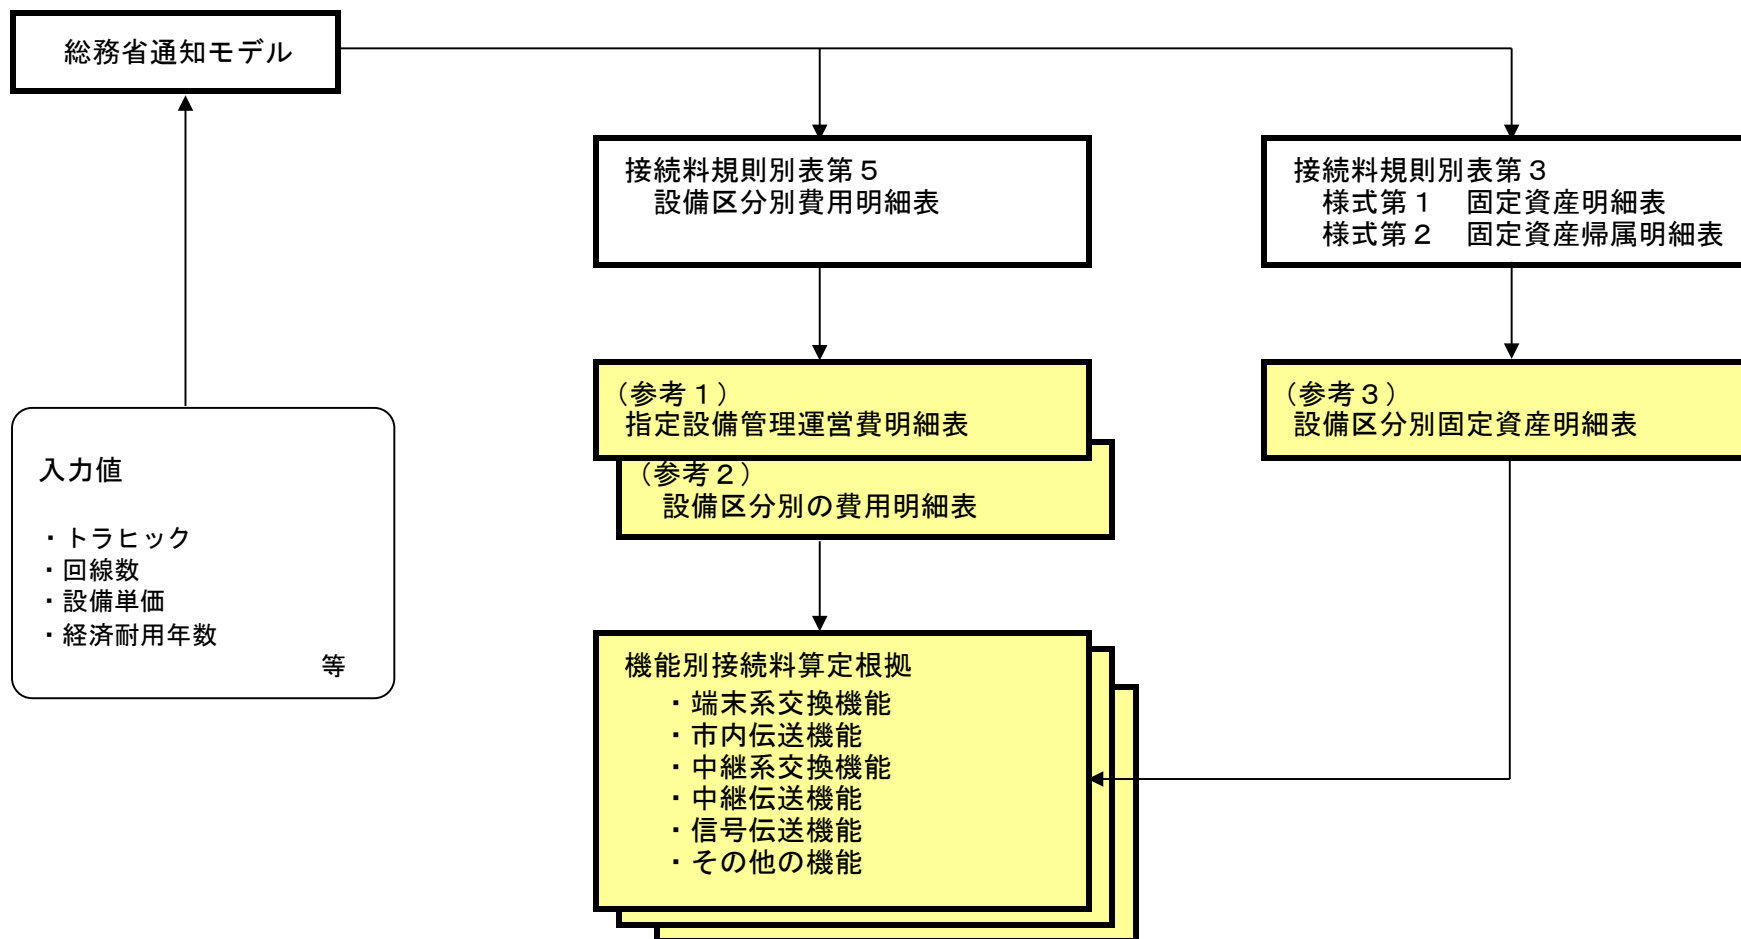 総務省通知モデル
接続料規則別表第５
設備区分別費用明細表
接続料規則別表第３
様式第１　固定資産明細表
様式第２　固定資産帰属明細表
（参考１）
指定設備管理運営費明細表
（参考２）
設備区分別の費用明細表
（参考３）
設備区分別固定資産明細表
入力値
・トラヒック
・回線数
・設備単価
・経済耐用年数
等
機能別接続料算定根拠
・端末系交換機能
・市内伝送機能
・中継系交換機能
・中継伝送機能
・信号伝送機能
・その他の機能